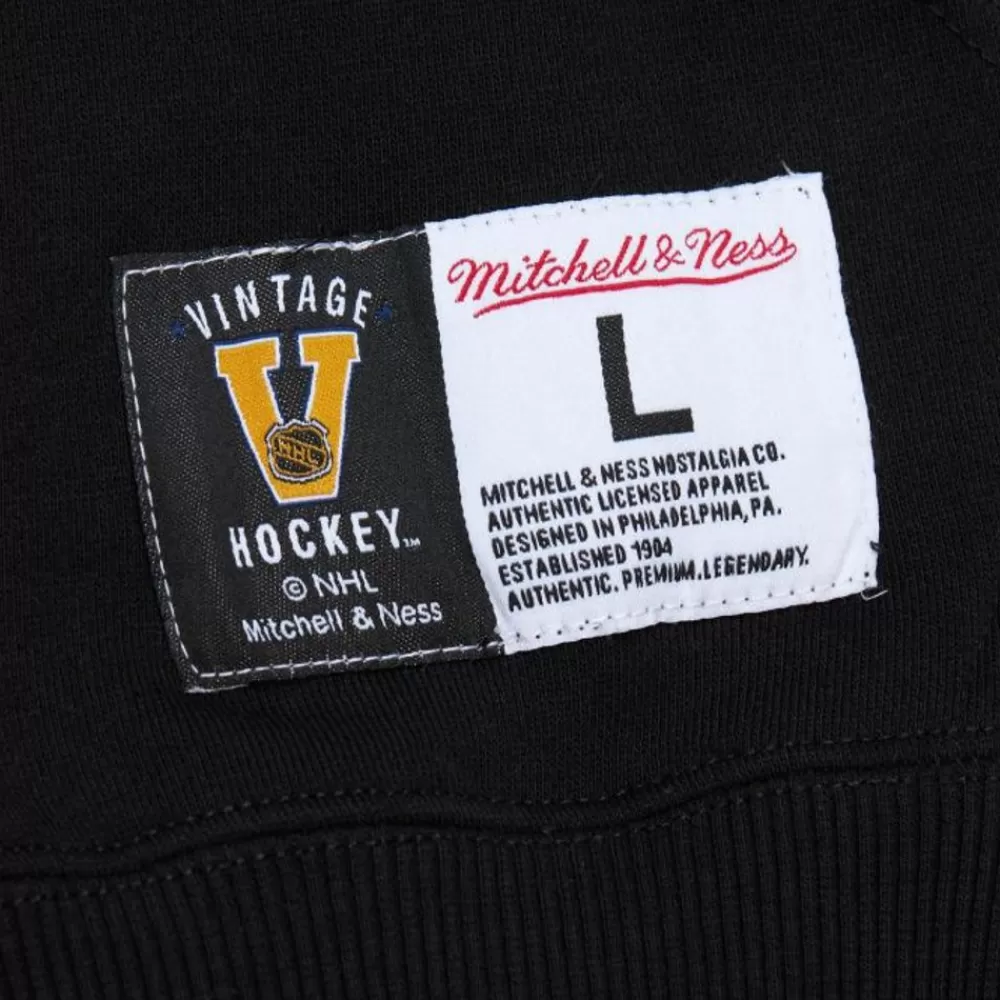 VINTAGE
V
NHL
HOCKEY™
© NHL
Mitchell & Ness
Mitchell & Ness
L
MITCHELL & NESS NOSTALGIA CO.
AUTHENTIC LICENSED APPAREL
DESIGNED IN PHILADELPHIA, PA.
ESTABLISHED 1904
AUTHENTIC. PREMIUM. LEGENDARY.